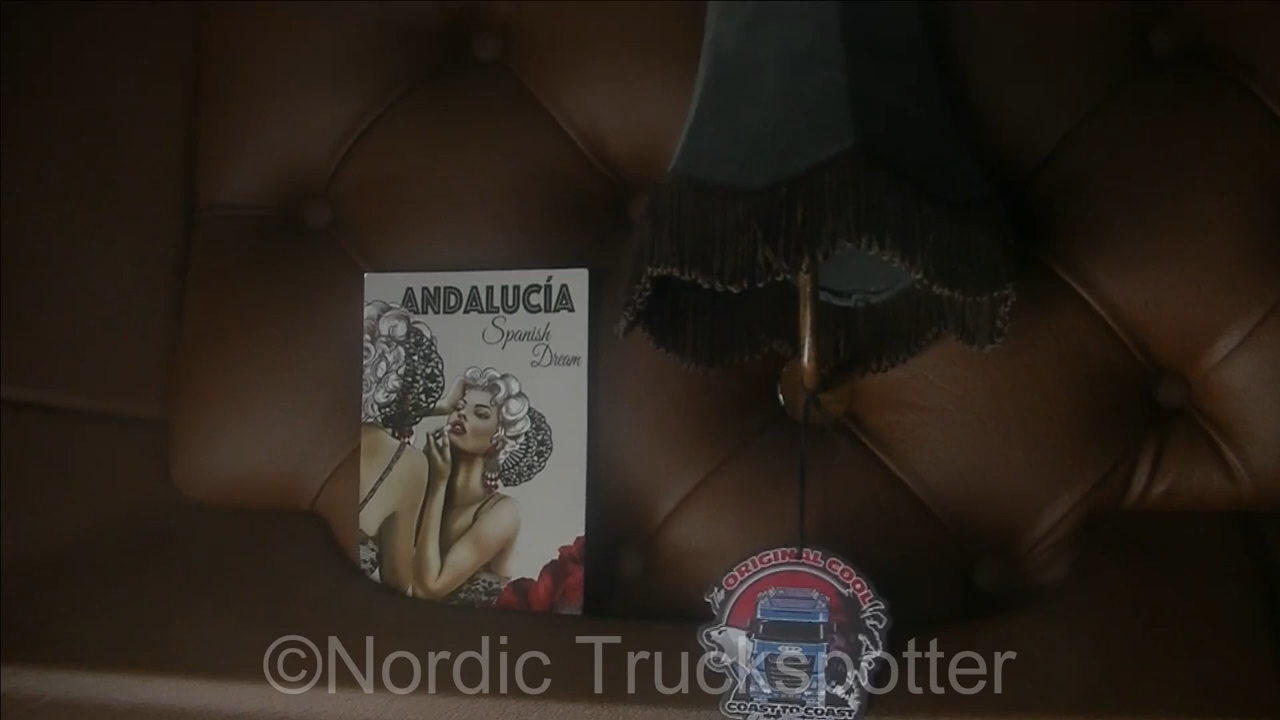 ANDALUCÍA
Spanish
Dream
The ORIGINAL COOL
COAST TO COAST
©Nordic Truckspotter